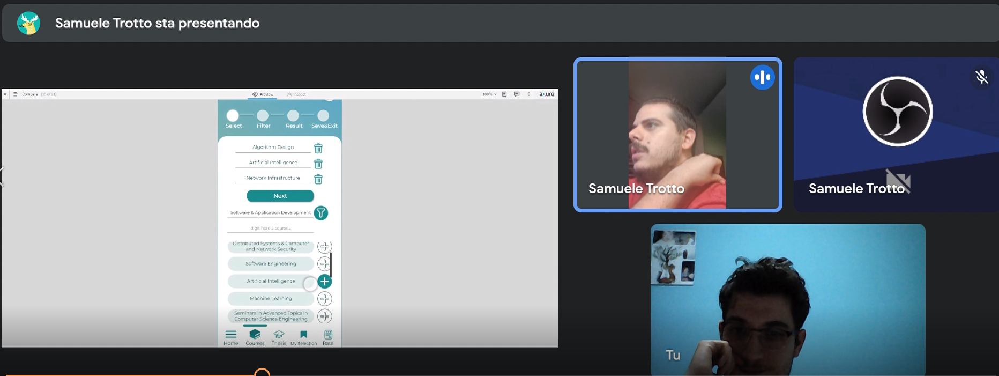 Samuele Trotto sta presentando
Compare (15 of 21)
Preview
Inspect
100%
axure
Select
Filter
Result
Save&Exit
Algorithm Design
Artificial Intelligence
Network Infrastructure
Next
Software & Application Development
digit here a course...
Distributed Systems & Computer
and Network Security
Software Engineering
Artificial Intelligence
Machine Learning
Seminars in Advanced Topics in
Computer Science Engineering
Home
Courses
Thesis
My Selection
Rate
Samuele Trotto
Samuele Trotto
Tu